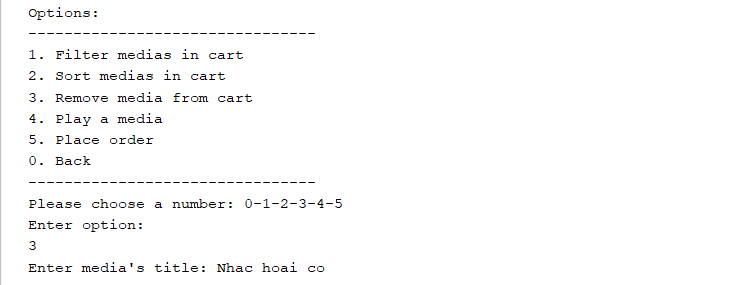 Options:
--------------------------------
1. Filter medias in cart
2. Sort medias in cart
3. Remove media from cart
4. Play a media
5. Place order
0. Back
--------------------------------
Please choose a number: 0-1-2-3-4-5
Enter option:
3
Enter media's title: Nhac hoai co